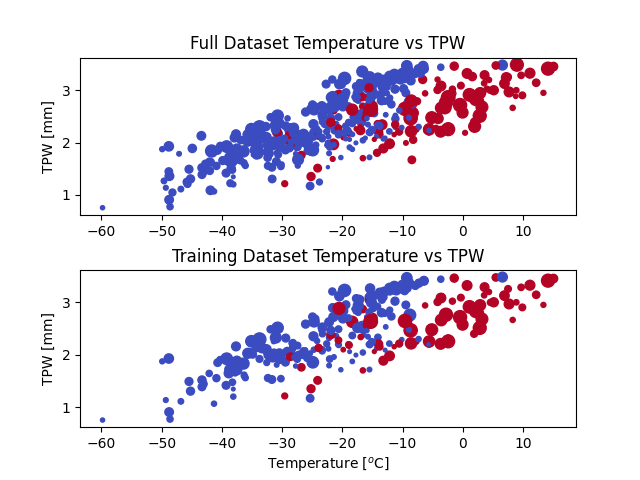 Full Dataset Temperature vs TPW
TPW [mm]
3
2
1
−60 −50 −40 −30 −20 −10 0 10
Training Dataset Temperature vs TPW
TPW [mm]
3
2
1
−60 −50 −40 −30 −20 −10 0 10
Temperature [°C]